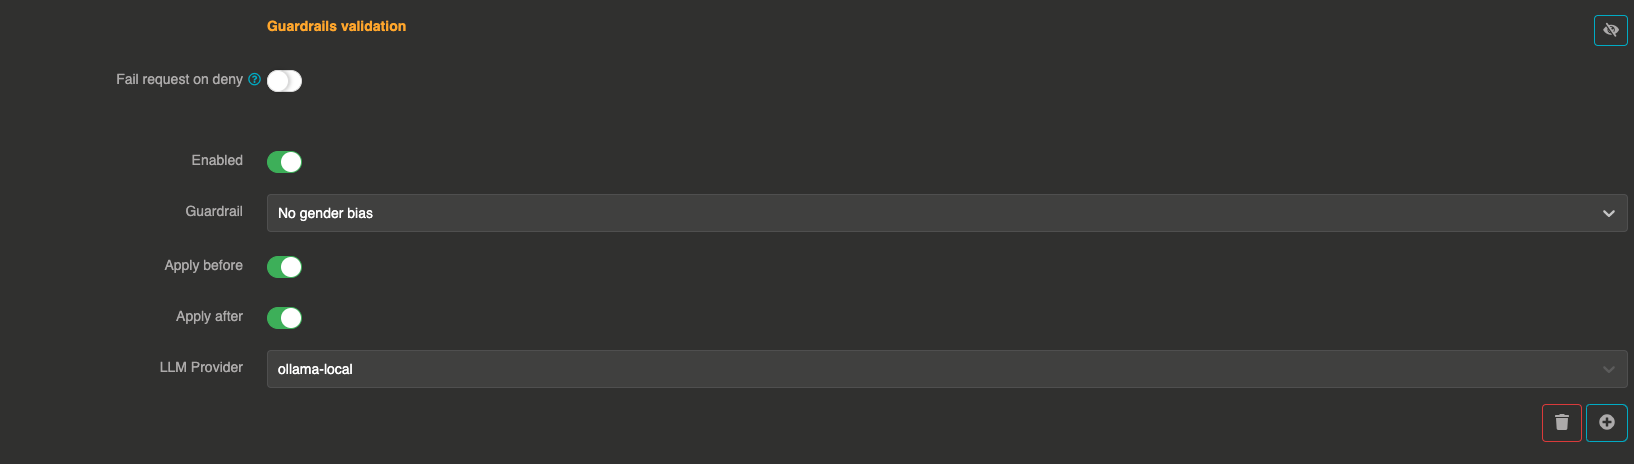 Guardrails validation
Fail request on deny
Enabled
Guardrail No gender bias
Apply before
Apply after
LLM Provider ollama-local